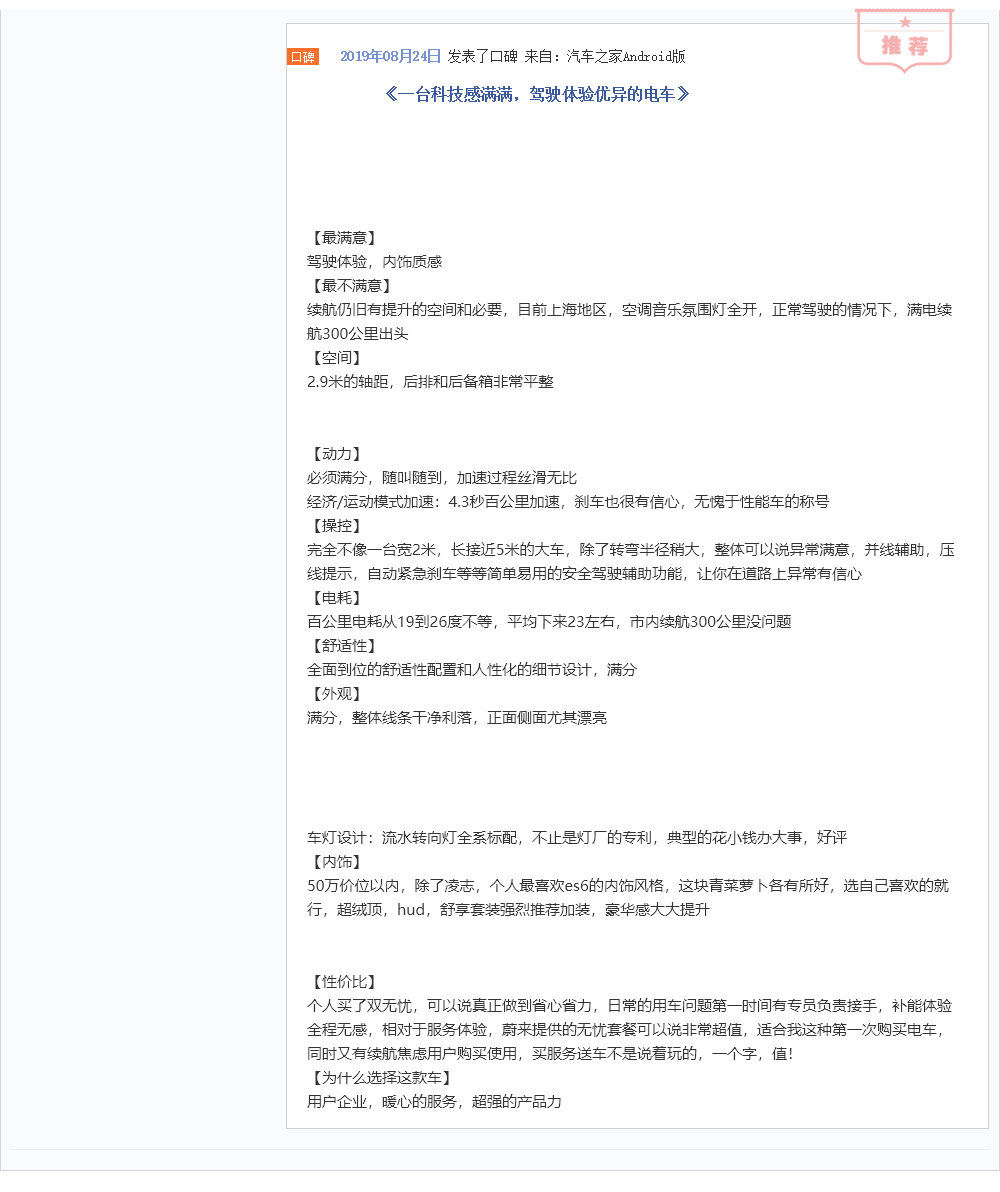 推荐
口碑 2019年08月24日 发表了口碑 来自：汽车之家Android版
《一台科技感满满，驾驶体验优异的电车》
【最满意】
驾驶体验，内饰质感
【最不满意】
续航仍旧有提升的空间和必要，目前上海地区，空调音乐氛围灯全开，正常驾驶的情况下，满电续
航300公里出头
【空间】
2.9米的轴距，后排和后备箱非常平整
【动力】
必须满分，随叫随到，加速过程丝滑无比
经济/运动模式加速：4.3秒百公里加速，刹车也很有信心，无愧于性能车的称号
【操控】
完全不像一台宽2米，长接近5米的大车，除了转弯半径稍大，整体可以说异常满意，并线辅助，压
线提示，自动紧急刹车等等简单易用的安全驾驶辅助功能，让你在道路上异常有信心
【电耗】
百公里电耗从19到26度不等，平均下来23左右，市内续航300公里没问题
【舒适性】
全面到位的舒适性配置和人性化的细节设计，满分
【外观】
满分，整体线条干净利落，正面侧面尤其漂亮
车灯设计：流水转向灯全系标配，不止是灯厂的专利，典型的花小钱办大事，好评
【内饰】
50万价位以内，除了凌志，个人最喜欢es6的内饰风格，这块青菜萝卜各有所好，选自己喜欢的就
行，超绒顶，hud，舒享套装强烈推荐加装，豪华感大大提升
【性价比】
个人买了双无忧，可以说真正做到省心省力，日常的用车问题第一时间有专员负责接手，补能体验
全程无感，相对于服务体验，蔚来提供的无忧套餐可以说非常超值，适合我这种第一次购买电车，
同时又有续航焦虑用户购买使用，买服务送车不是说着玩的，一个字，值！
【为什么选择这款车】
用户企业，暖心的服务，超强的产品力